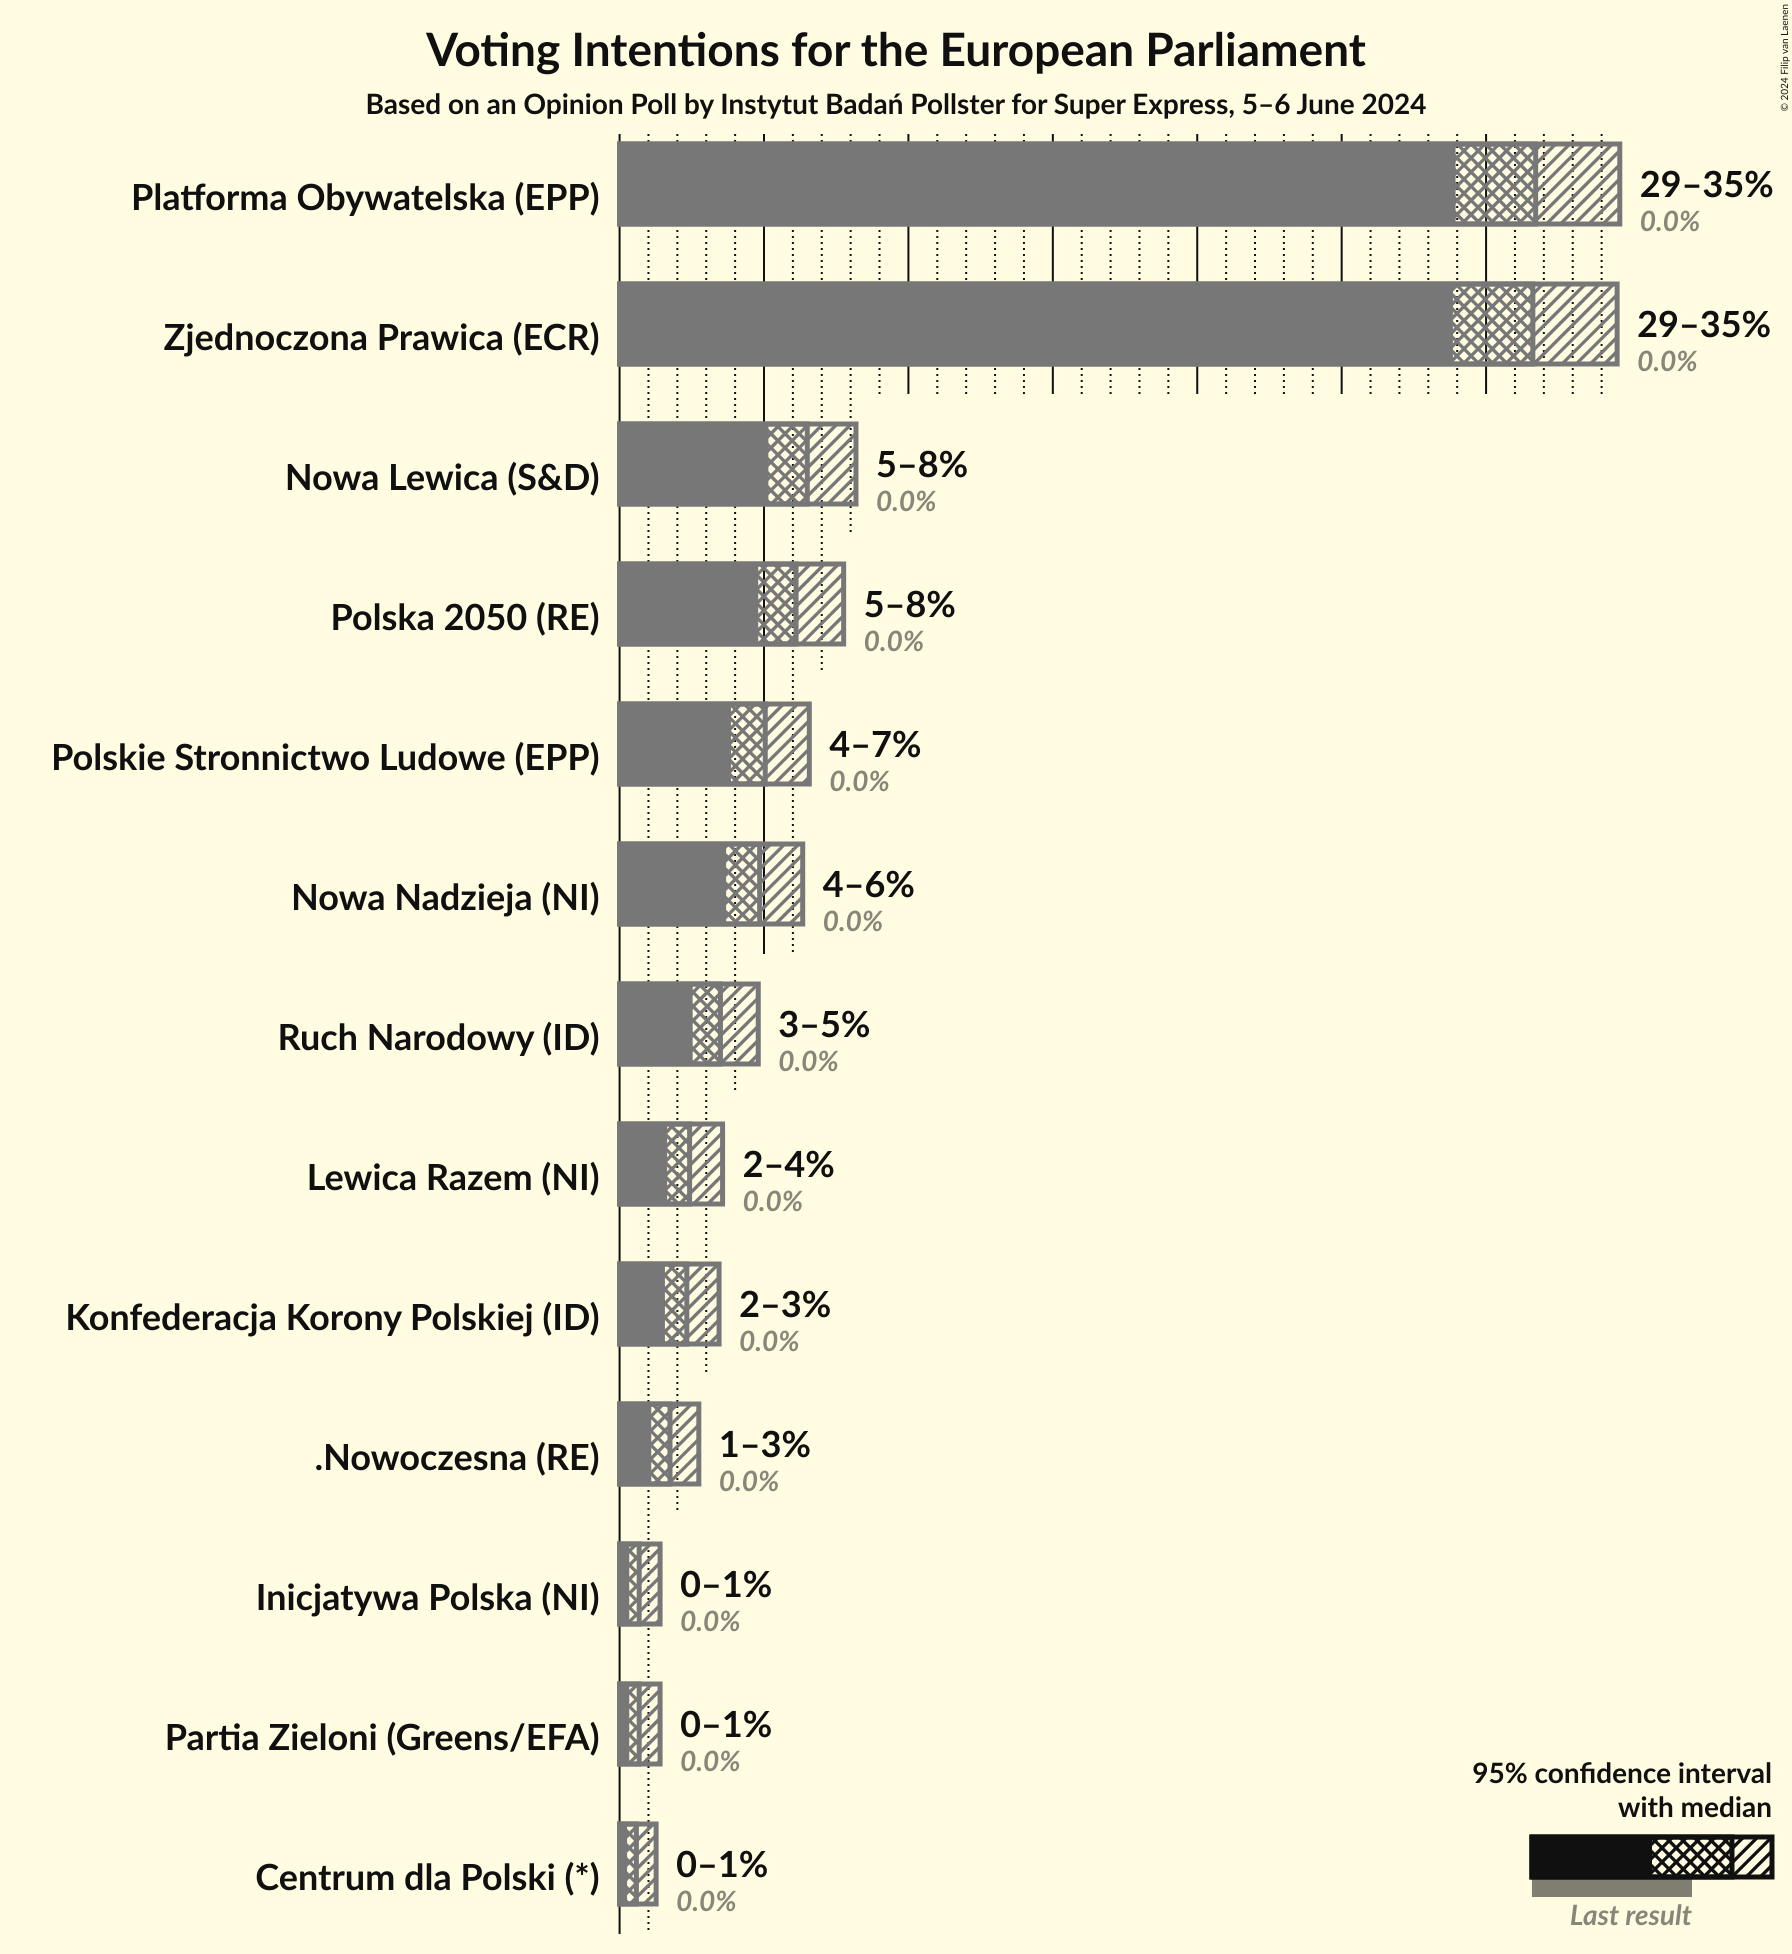 Voting Intentions for the European Parliament
Based on an Opinion Poll by Instytut Badań Pollster for Super Express, 5–6 June 2024
© 2024 Filip van Laenen
Platforma Obywatelska (EPP)
29–35%
0.0%
Zjednoczona Prawica (ECR)
29–35%
0.0%
Nowa Lewica (S&D)
5–8%
0.0%
Polska 2050 (RE)
5–8%
0.0%
Polskie Stronnictwo Ludowe (EPP)
4–7%
0.0%
Nowa Nadzieja (NI)
4–6%
0.0%
Ruch Narodowy (ID)
3–5%
0.0%
Lewica Razem (NI)
2–4%
0.0%
Konfederacja Korony Polskiej (ID)
2–3%
0.0%
.Nowoczesna (RE)
1–3%
0.0%
Inicjatywa Polska (NI)
0–1%
0.0%
Partia Zieloni (Greens/EFA)
0–1%
0.0%
Centrum dla Polski (*)
0–1%
0.0%
95% confidence interval
with median
Last result